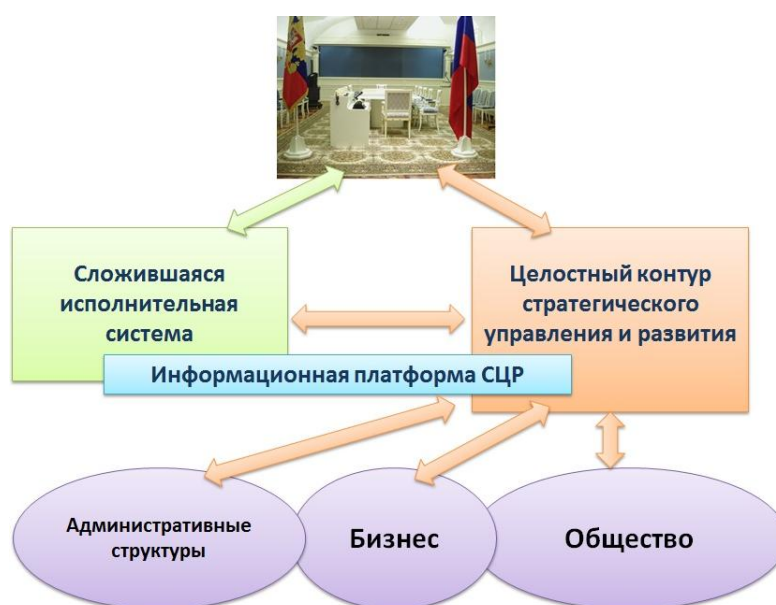 Сложившаяся
исполнительная
система
Целостный контур
стратегического
управления и развития
Информационная платформа СЦР
Административные
структуры
Бизнес
Общество